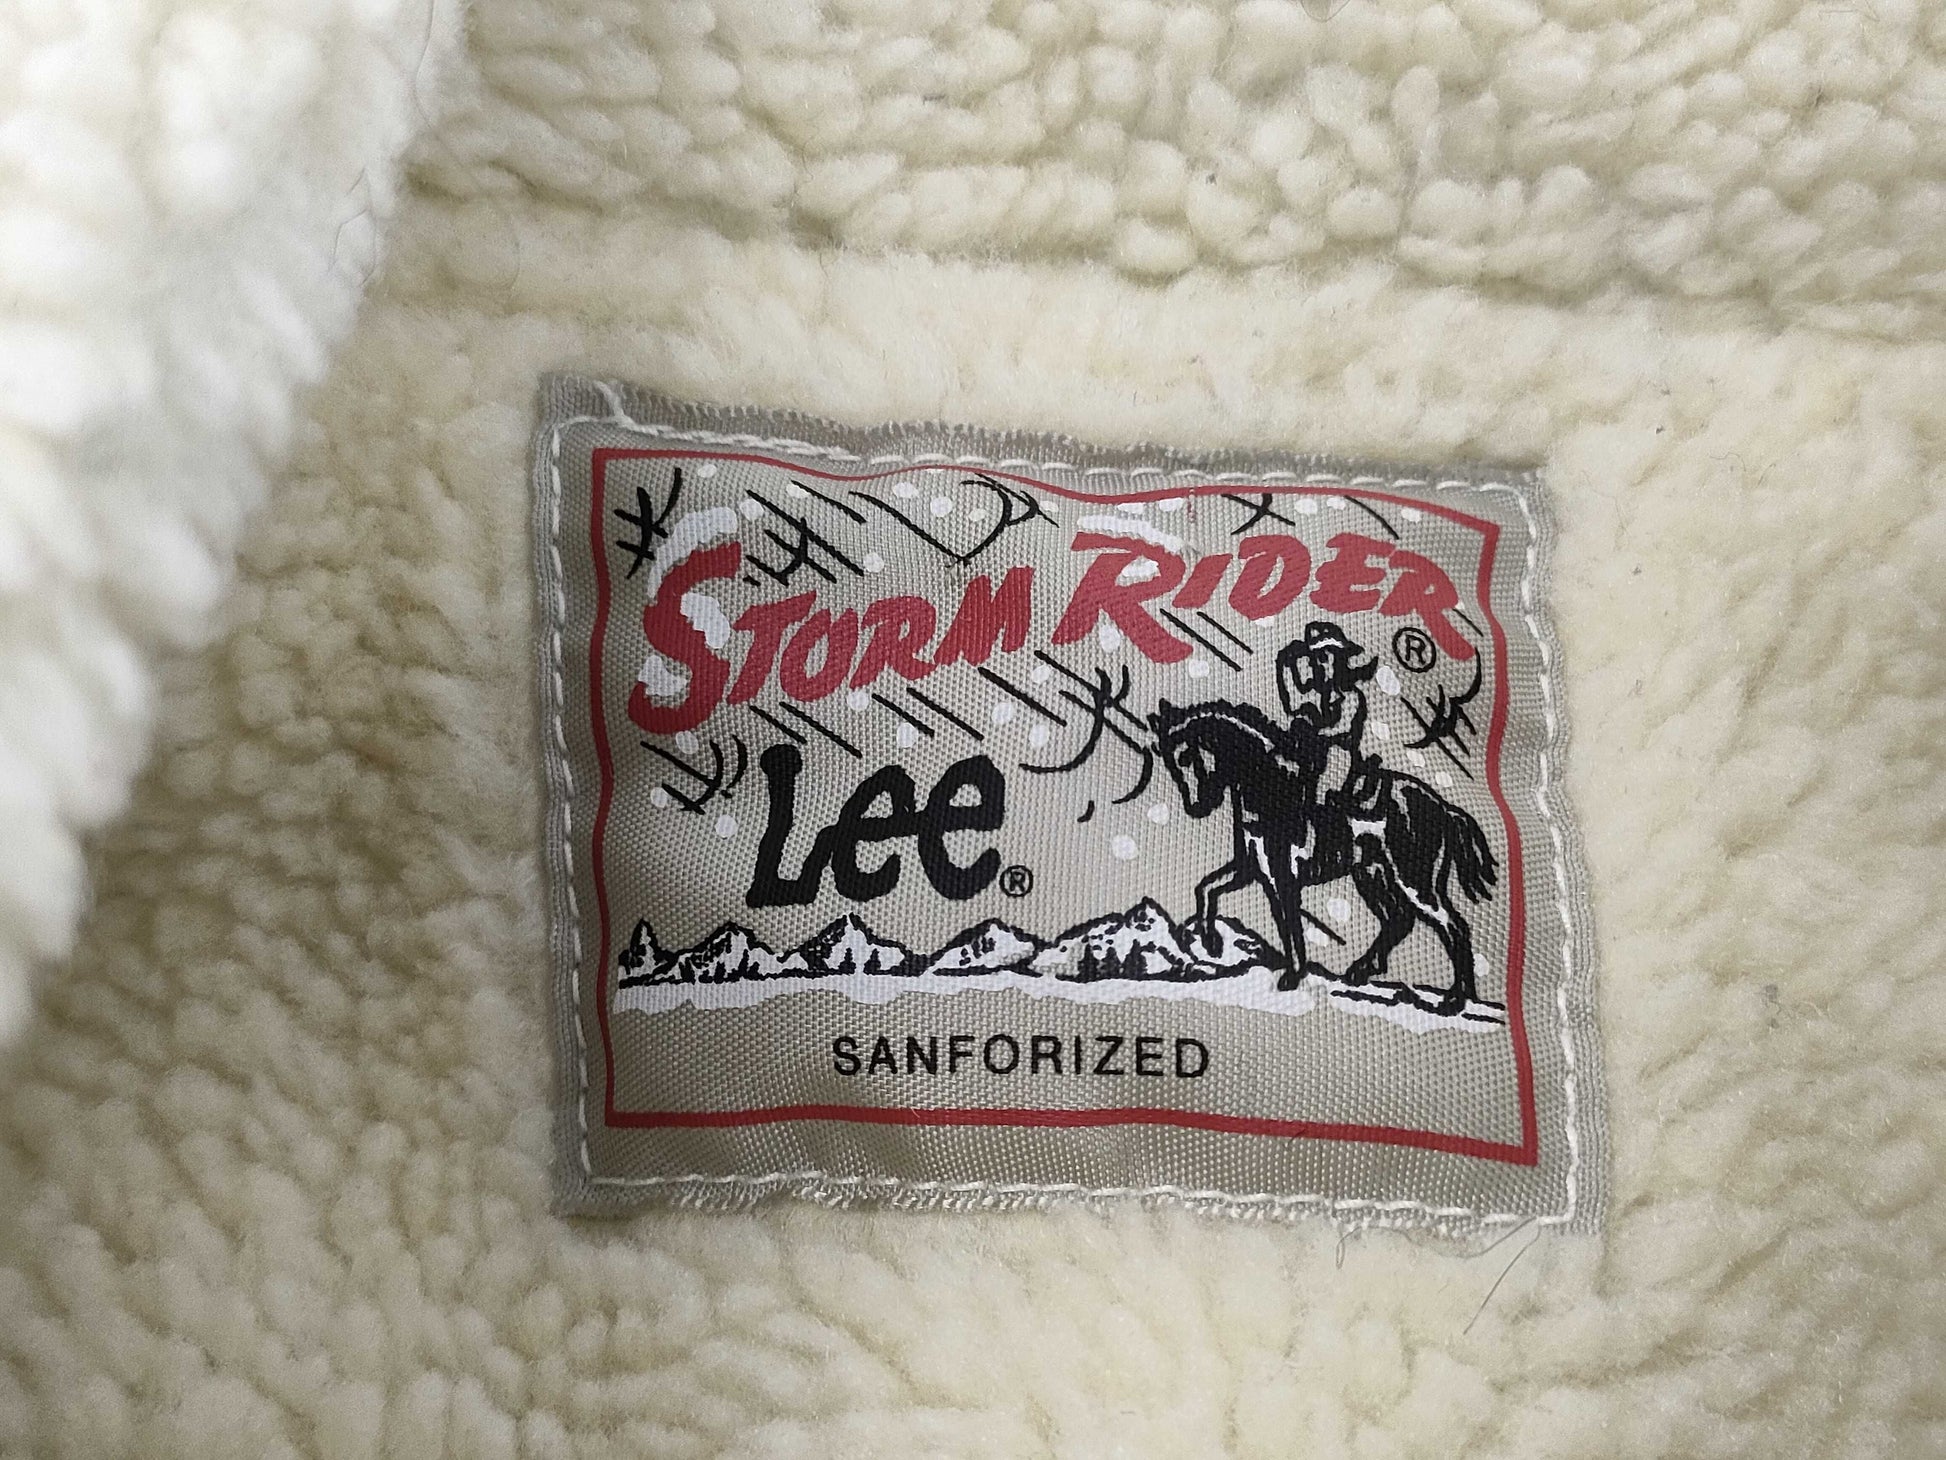 STORM RIDER ®
Lee ®
SANFORIZED